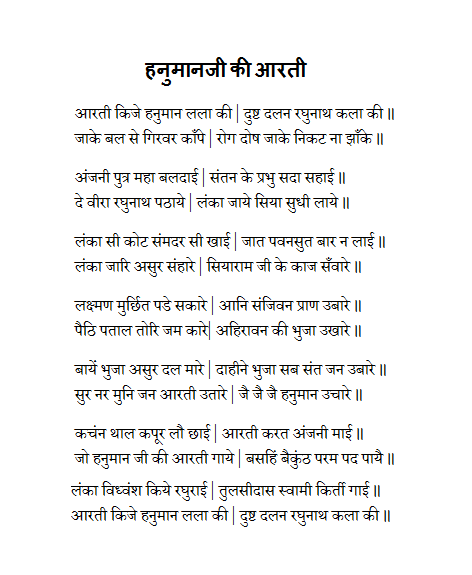 हनुमानजी की आरती
आरती किजे हनुमान लला की | दुष्ट दलन रघुनाथ कला की ॥
जाके बल से गिरवर काँपे | रोग दोष जाके निकट ना झाँके ॥
अंजनी पुत्र महा बलदाई | संतन के प्रभु सदा सहाई ॥
दे वीरा रघुनाथ पठाये | लंका जाये सिया सुधी लाये ॥
लंका सी कोट संमदर सी खाई | जात पवनसुत बार न लाई ॥
लंका जारि असुर संहारे | सियाराम जी के काज सँवारे ॥
लक्ष्मण मुर्छित पडे सकारे | आनि संजिवन प्राण उबारे ॥
पैठि पताल तोरि जम कारे| अहिरावन की भुजा उखारे ॥
बायें भुजा असुर दल मारे | दाहीने भुजा सब संत जन उबारे ॥
सुर नर मुनि जन आरती उतारे | जै जै जै हनुमान उचारे ॥
कचंन थाल कपूर लौ छाई | आरती करत अंजनी माई ॥
जो हनुमान जी की आरती गाये | बसहिं बैकुंठ परम पद पायै ॥
लंका विध्वंश किये रघुराई | तुलसीदास स्वामी किर्ती गाई ॥
आरती किजे हनुमान लला की | दुष्ट दलन रघुनाथ कला की ॥